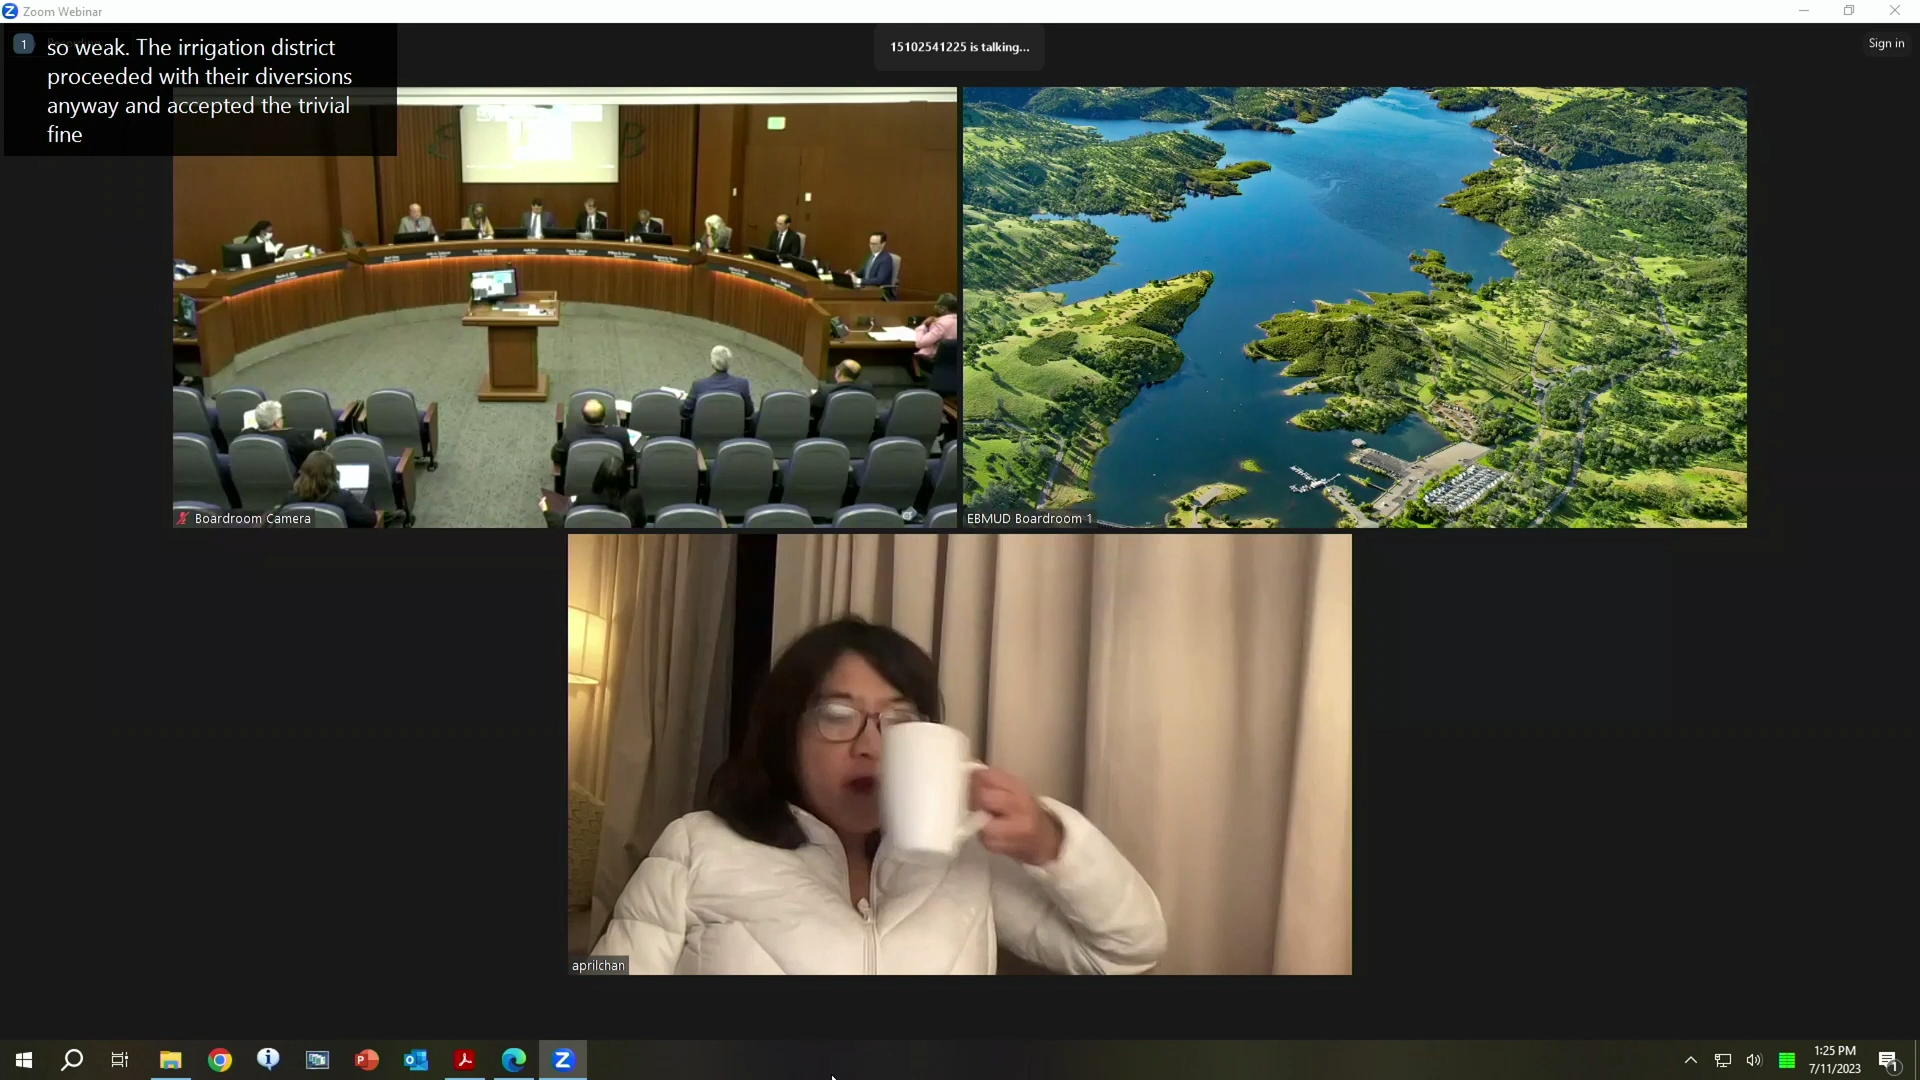 Zoom Webinar
1
so weak. The irrigation district
proceeded with their diversions
anyway and accepted the trivial
fine
15102541225 is talking...
Sign in
Boardroom Camera
EBMUD Boardroom 1
aprilchan
1:25 PM
7/11/2023
1